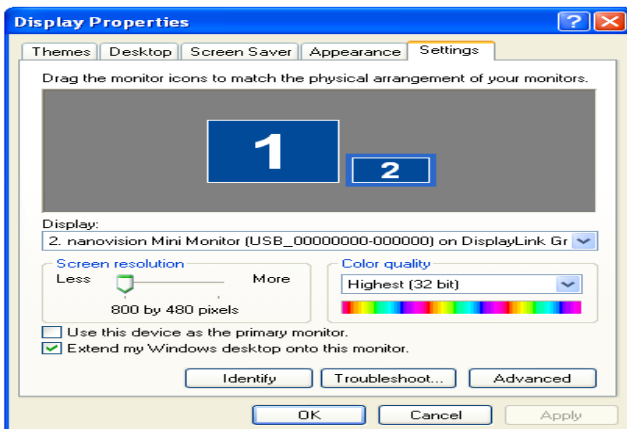 Display Properties
Themes Desktop Screen Saver Appearance Settings
Drag the monitor icons to match the physical arrangement of your monitors.
1
2
Display:
2. nanovision Mini Monitor (USB_00000000-000000) on DisplayLink Gr
Screen resolution
Less More
800 by 480 pixels
Color quality
Highest (32 bit)
Use this device as the primary monitor.
Extend my Windows desktop onto this monitor.
Identify Troubleshoot... Advanced
OK Cancel Apply